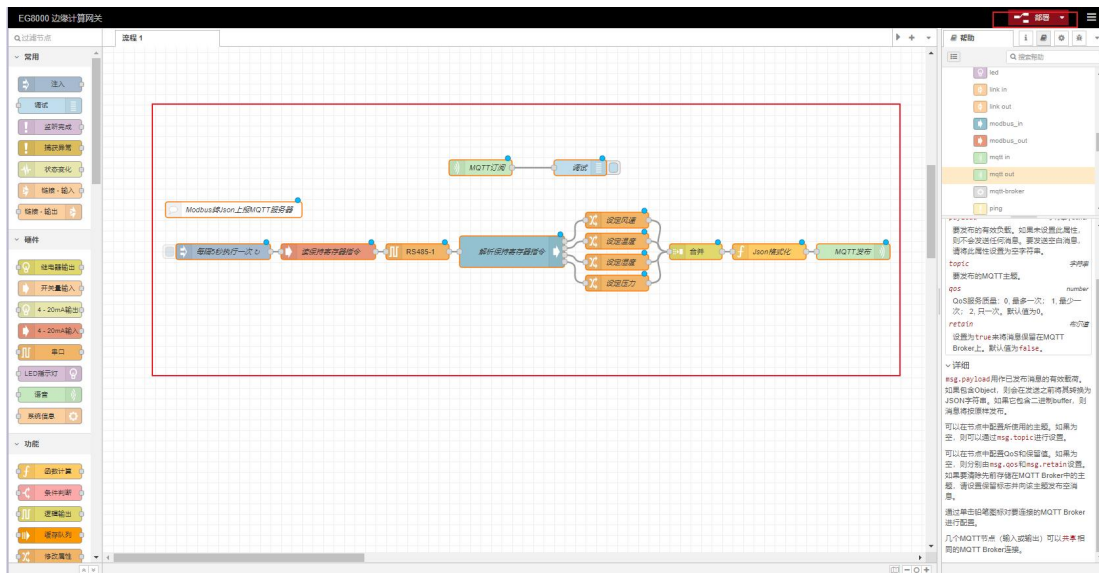 EG8000 边缘计算网关
部署
过滤节点
流程 1
帮助
常用
注入
调试
监听完成
捕获异常
状态变化
链接 - 输入
链接 - 输出
硬件
继电器输出
开关量输入
4 - 20mA输出
4 - 20mA输入
串口
LED指示灯
语音
系统信息
功能
函数计算
条件判断
逻辑输出
缓存队列
修改属性
MQTT订阅
调试
Modbus转Json上报MQTT服务器
每隔5秒执行一次 ↻
读保持寄存器指令
RS485-1
解析保持寄存器指令
设定风速
设定温度
设定湿度
设定压力
合并
Json格式化
MQTT发布
搜索帮助
led
link in
link out
modbus_in
modbus_out
mqtt in
mqtt out
mqtt-broker
ping
要发布的有效负载。如果未设置此属性,
则不会发送任何消息。要发送空白消息,
请将此属性设置为空字符串。
topic 字符串
要发布的MQTT主题。
qos number
QoS服务质量：0, 最多一次； 1, 最少一
次； 2, 只一次。默认值为0。
retain 布尔值
设置为true来将消息保留在MQTT
Broker上。默认值为false。
详细
msg.payload用作已发布消息的有效载荷。
如果包含Object，则会在发送之前将其转换为
JSON字符串。如果它包含二进制buffer，则
消息将按原样发布。
可以在节点中配置所使用的主题。如果为
空，则可以通过msg.topic进行设置。
可以在节点中配置QoS和保留值。如果为
空，则分别由msg.qos和msg.retain设置。
如果要清除先前存储在MQTT Broker中的主
题，请设置保留标志并向该主题发布空消
息。
通过单击铅笔图标对要连接的MQTT Broker
进行配置。
几个MQTT节点（输入或输出）可以共享相
同的MQTT Broker连接。